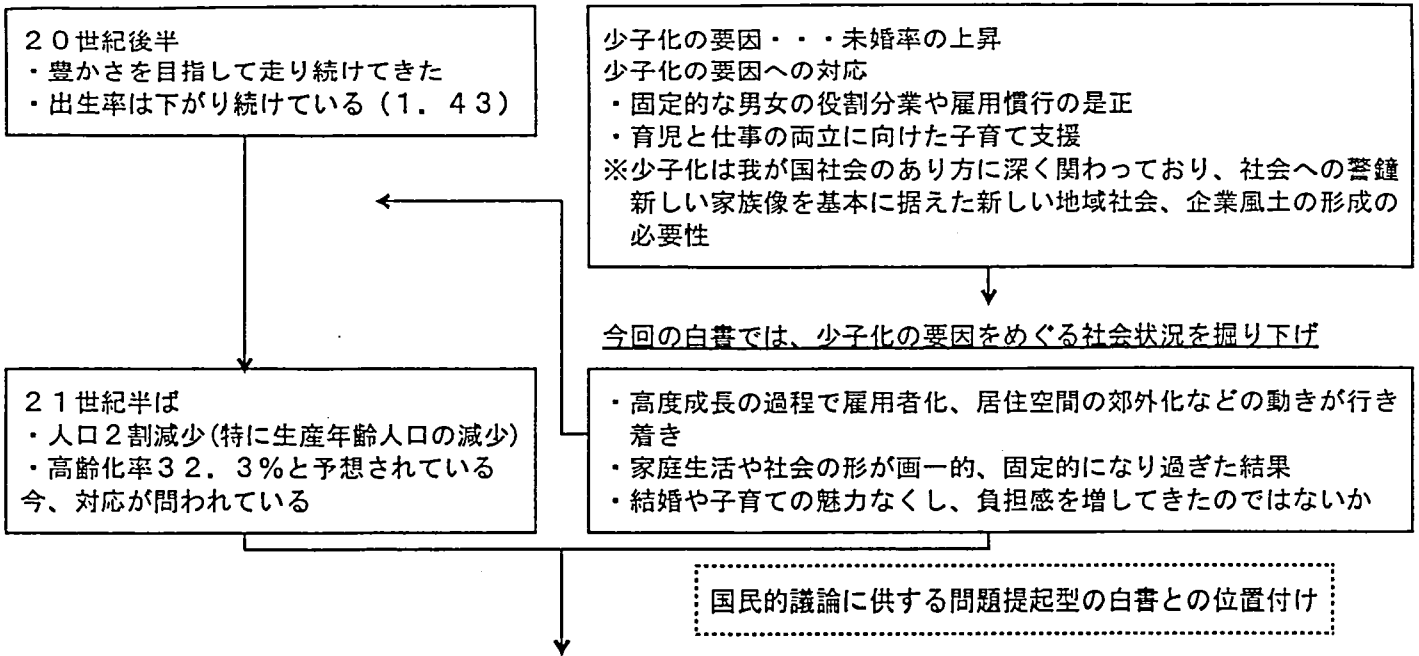 ２０世紀後半
・豊かさを目指して走り続けてきた
・出生率は下がり続けている（１．４３）
少子化の要因・・・未婚率の上昇
少子化の要因への対応
・固定的な男女の役割分業や雇用慣行の是正
・育児と仕事の両立に向けた子育て支援
※少子化は我が国社会のあり方に深く関わっており、社会への警鐘
新しい家族像を基本に据えた新しい地域社会、企業風土の形成の
必要性
今回の白書では、少子化の要因をめぐる社会状況を掘り下げ
２１世紀半ば
・人口２割減少(特に生産年齢人口の減少)
・高齢化率３２．３％と予想されている
今、対応が問われている
・高度成長の過程で雇用者化、居住空間の郊外化などの動きが行き
着き
・家庭生活や社会の形が画一的、固定的になり過ぎた結果
・結婚や子育ての魅力なくし、負担感を増してきたのではないか
国民的議論に供する問題提起型の白書との位置付け